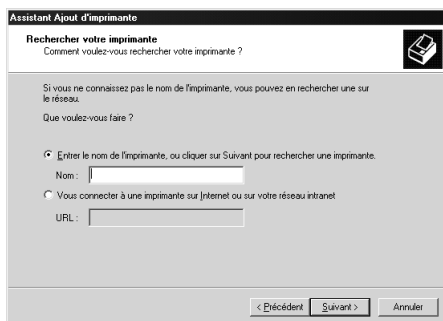 Assistant Ajout d'imprimante
Rechercher votre imprimante
Comment voulez-vous rechercher votre imprimante ?
Si vous ne connaissez pas le nom de l'imprimante, vous pouvez en rechercher une sur
le réseau.
Que voulez-vous faire ?
Entrer le nom de l'imprimante, ou cliquer sur Suivant pour rechercher une imprimante.
Nom :
Vous connecter à une imprimante sur Internet ou sur votre réseau intranet
URL :
< Précédent Suivant > Annuler